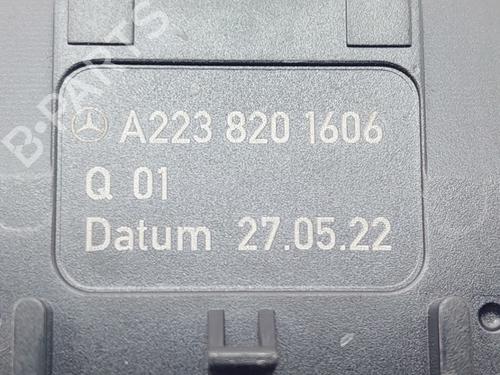 A223 820 1606
Q 01
Datum 27.05.22
B-PARTS